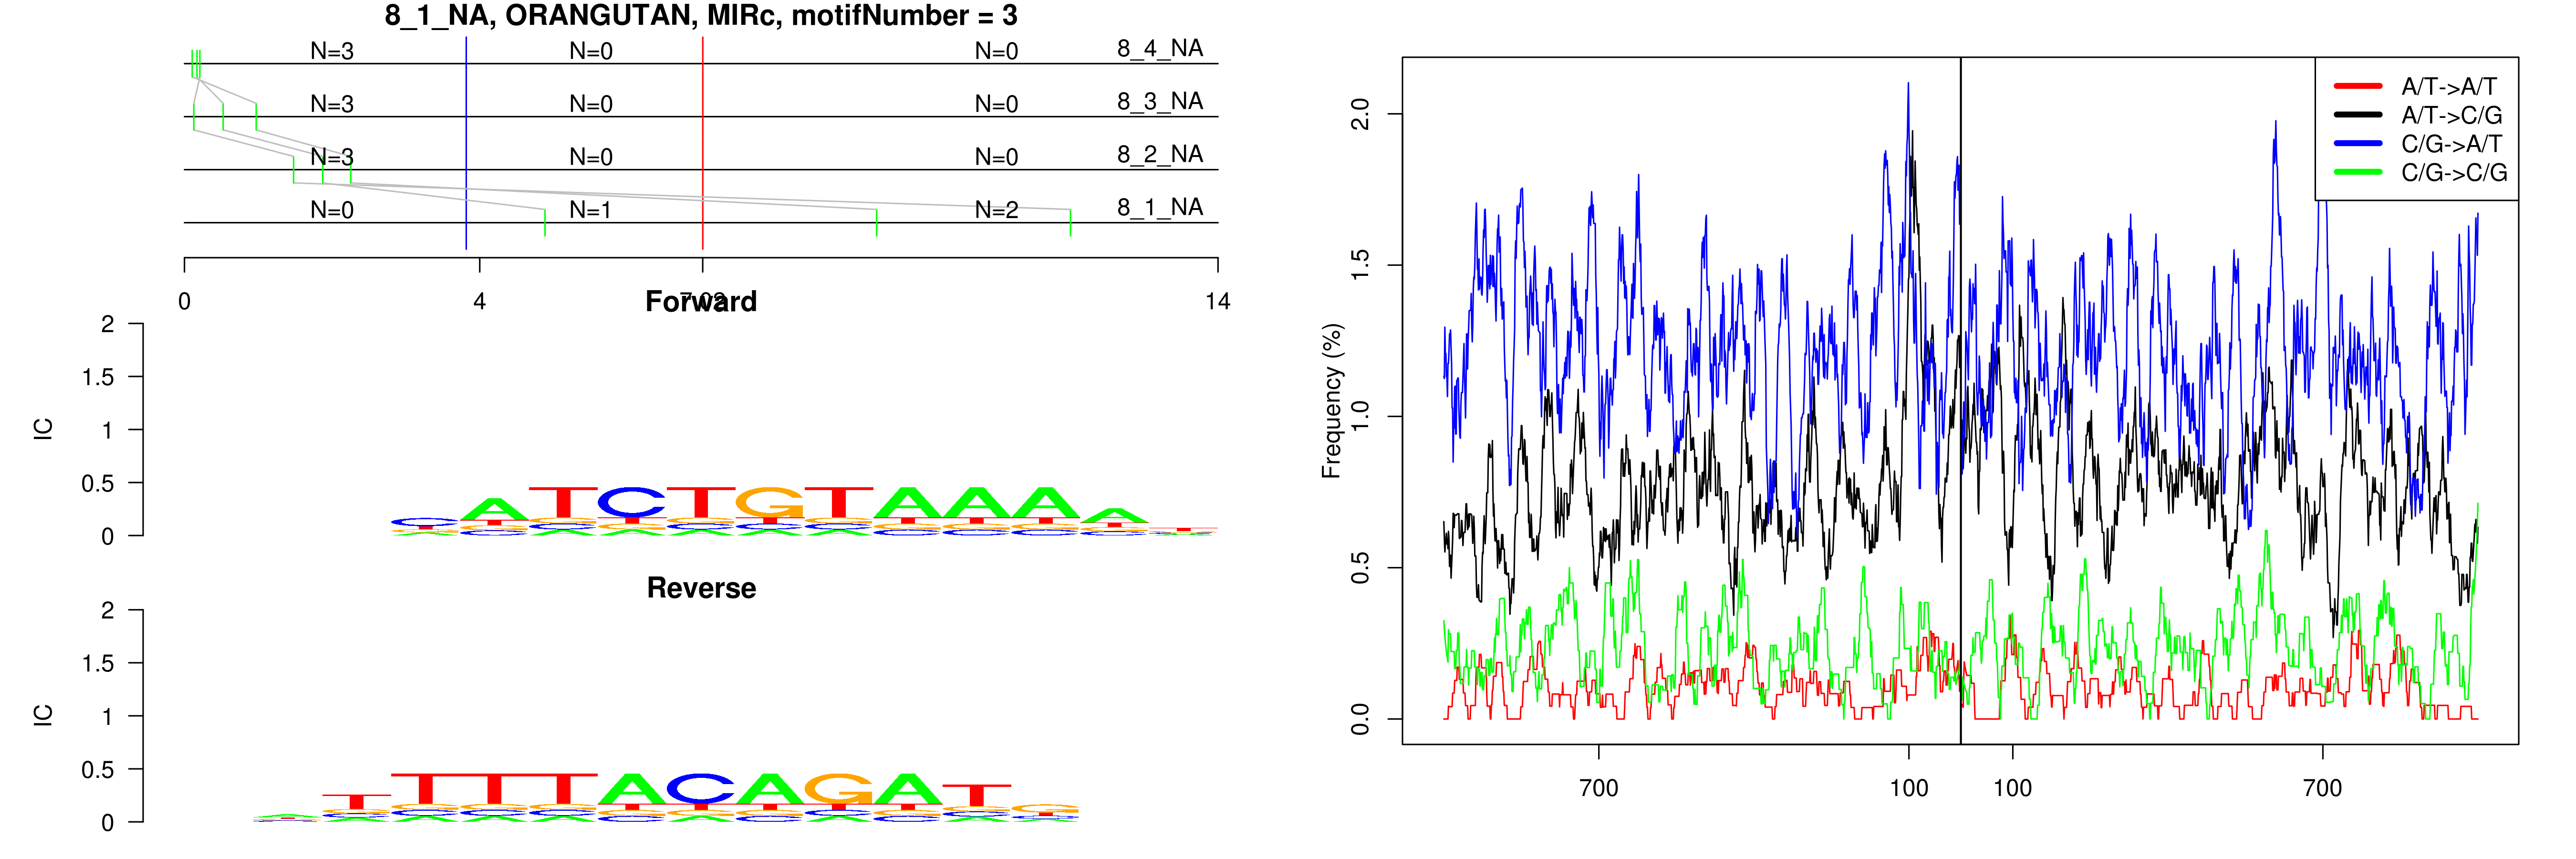 8_1_NA, ORANGUTAN, MIRc, motifNumber = 3
N=3 N=0 N=0 8_4_NA
N=3 N=0 N=0 8_3_NA
N=3 N=0 N=0 8_2_NA
N=0 N=1 N=2 8_1_NA
0 4 14
Forward
2
1.5
1
0.5
0
IC
ATCTGTAAAA
Reverse
2
1.5
1
0.5
0
IC
TTTTACAGAT
2.0
1.5
1.0
0.5
0.0
Frequency (%)
A/T->A/T
A/T->C/G
C/G->A/T
C/G->C/G
700 100 100 700